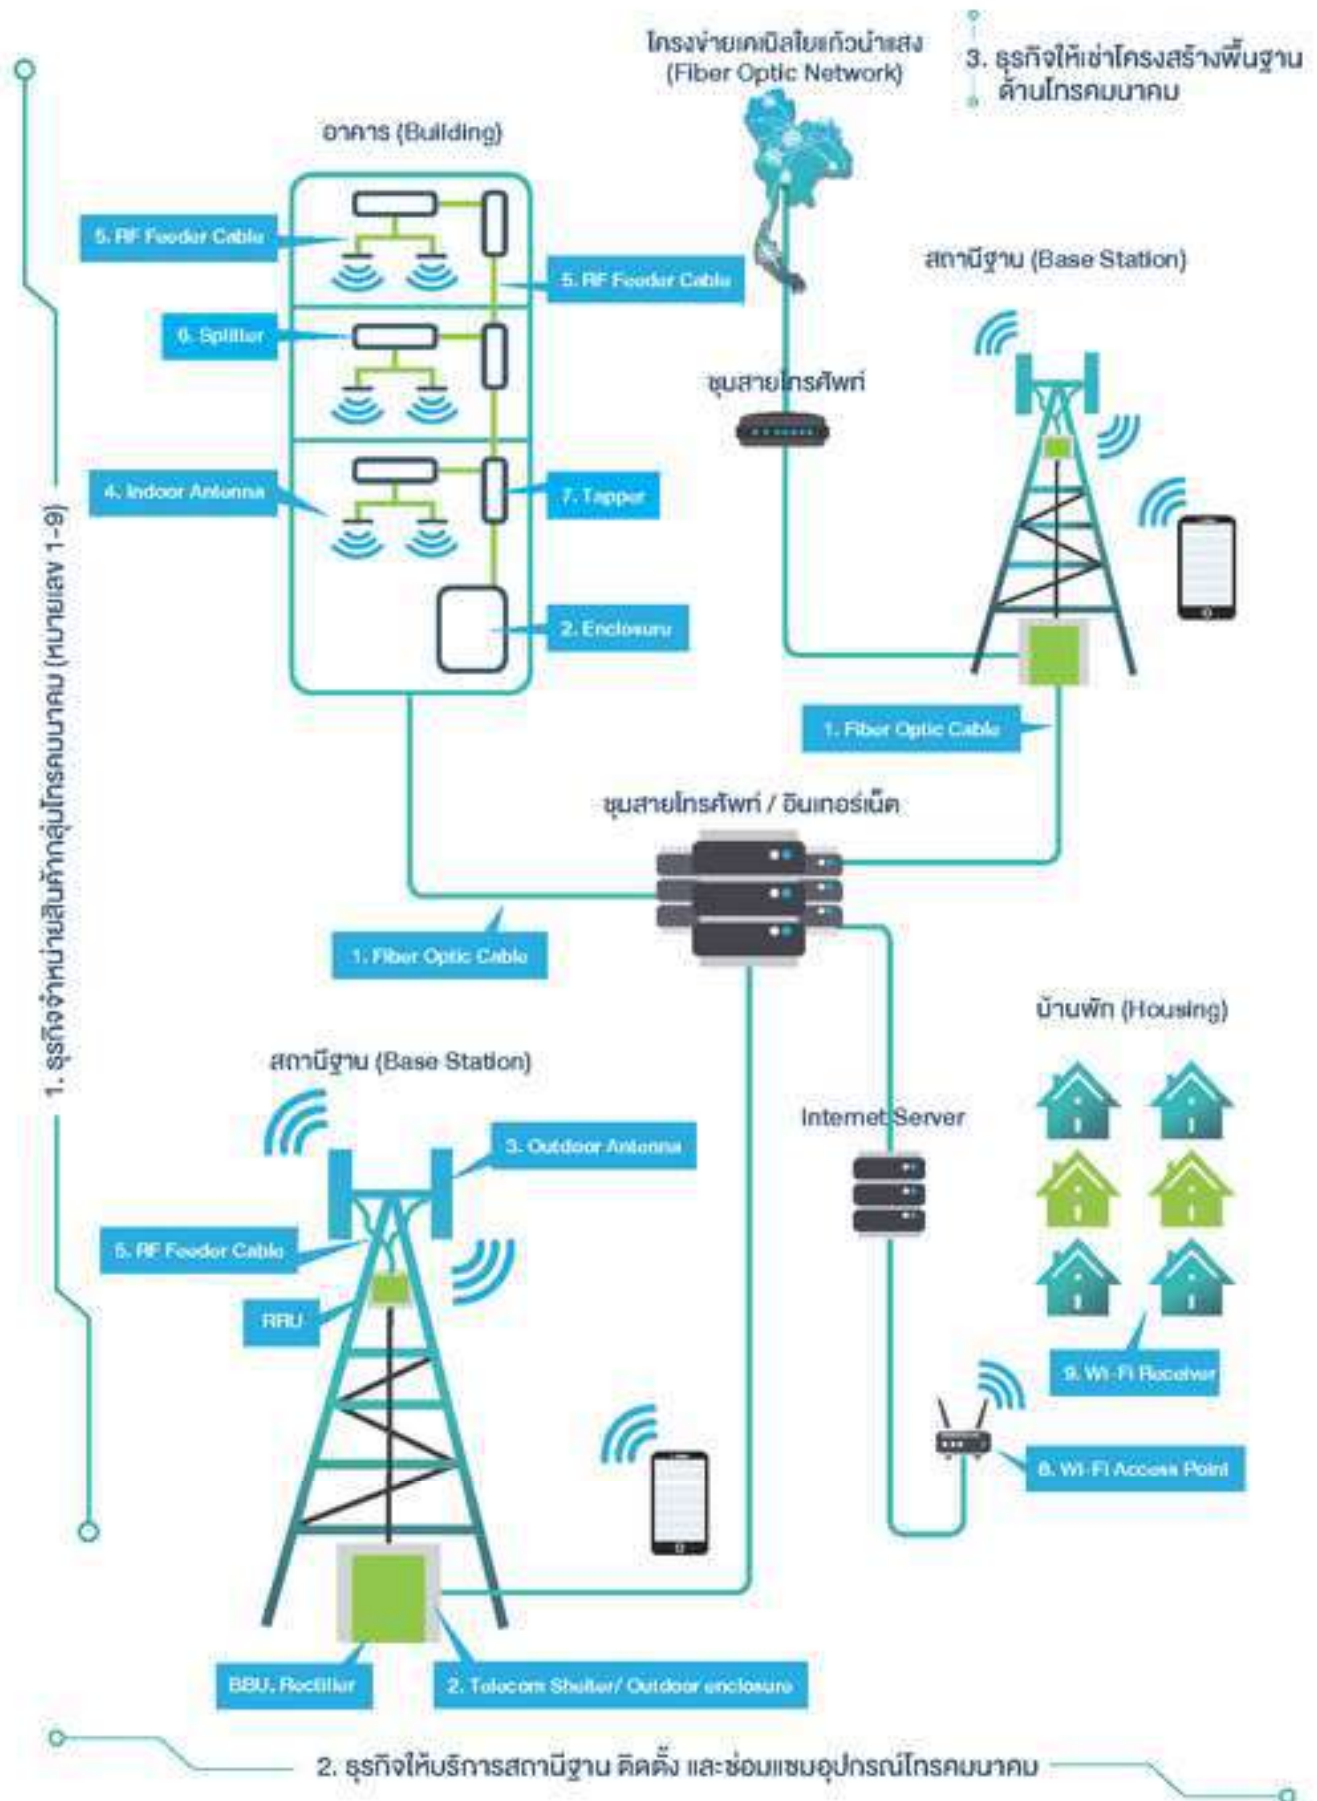 โครงข่ายเคเบิลใยแก้วนำแสง
(Fiber Optic Network)
3. ธุรกิจให้เช่าโครงสร้างพื้นฐาน
ด้านโทรคมนาคม
อาคาร (Building)
5. RF Feeder Cable
5. RF Feeder Cable
สถานีฐาน (Base Station)
6. Splitter
ชุมสายโทรศัพท์
4. Indoor Antenna
7. Tapper
2. Enclosure
1. Fiber Optic Cable
1. ธุรกิจจำหน่ายสินค้ากลุ่มโทรคมนาคม (หมายเลข 1-9)
ชุมสายโทรศัพท์ / อินเทอร์เน็ต
1. Fiber Optic Cable
บ้านพัก (Housing)
สถานีฐาน (Base Station)
Internet Server
3. Outdoor Antenna
5. RF Feeder Cable
RRU
9. Wi-Fi Receiver
8. Wi-Fi Access Point
BBU, Rectifier
2. Telecom Shelter/ Outdoor enclosure
2. ธุรกิจให้บริการสถานีฐาน ติดตั้ง และซ่อมแซมอุปกรณ์โทรคมนาคม